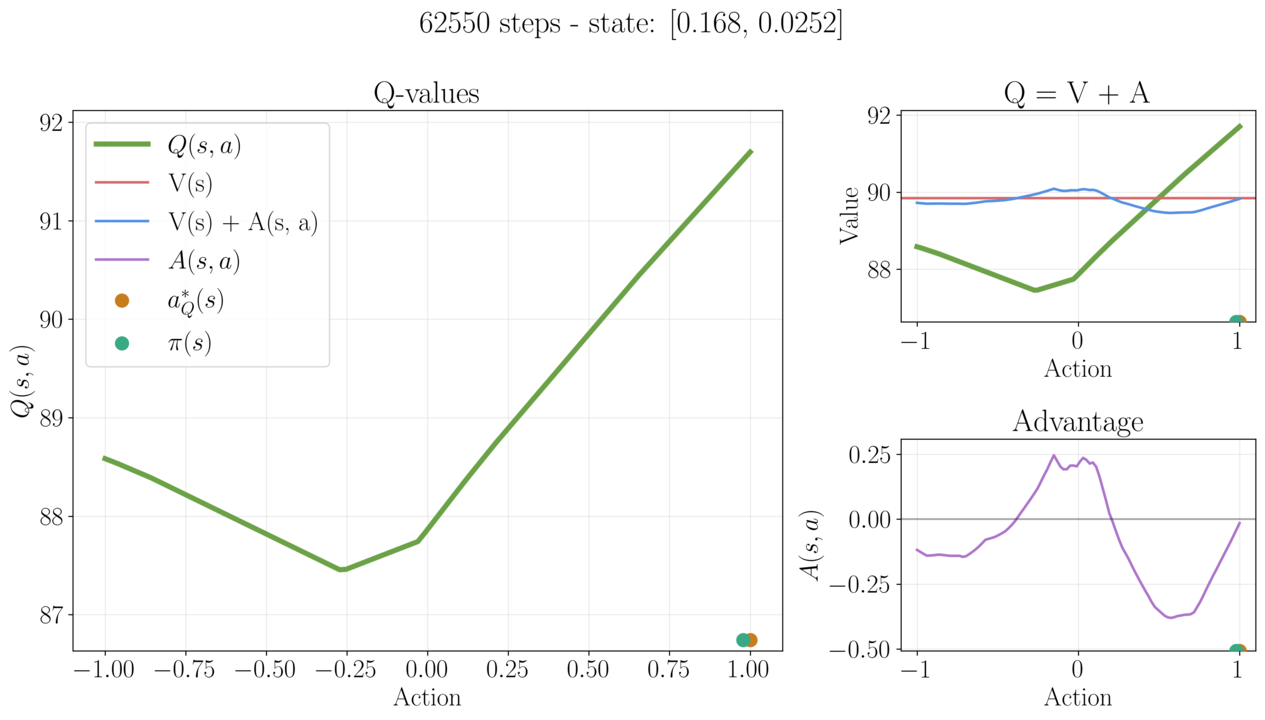 62550 steps - state: [0.168, 0.0252]
Q-values
92
91
90
89
88
87
Q(s, a)
Q(s, a)
V(s)
V(s) + A(s, a)
A(s, a)
a*Q(s)
π(s)
−1.00 −0.75 −0.50 −0.25 0.00 0.25 0.50 0.75 1.00
Action
Q = V + A
92
90
88
Value
−1 0 1
Action
Advantage
0.25
0.00
−0.25
−0.50
A(s, a)
−1 0 1
Action